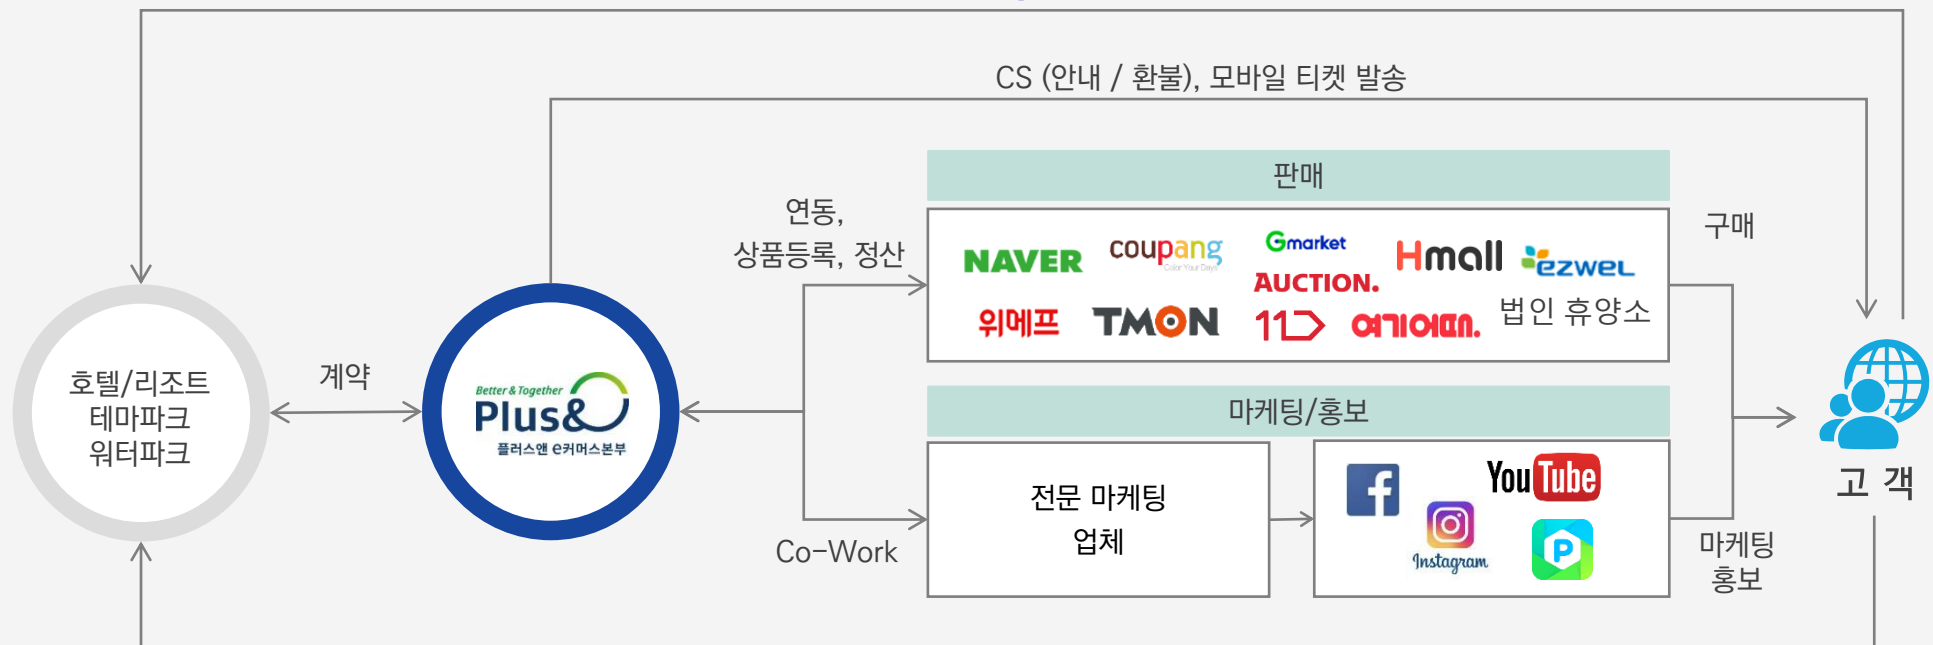 CS (안내 / 환불), 모바일 티켓 발송
판매
연동,
상품등록, 정산
구매
NAVER
coupang
Color Your Days
Gmarket
AUCTION.
Hmall
ezwel
위메프
TMON
11
여기어때.
법인 휴양소
호텔/리조트
테마파크
워터파크
계약
Better & Together
Plus&
플러스앤 e커머스본부
마케팅/홍보
전문 마케팅
업체
f
YouTube
Instagram
P
Co-Work
마케팅
홍보
고 객